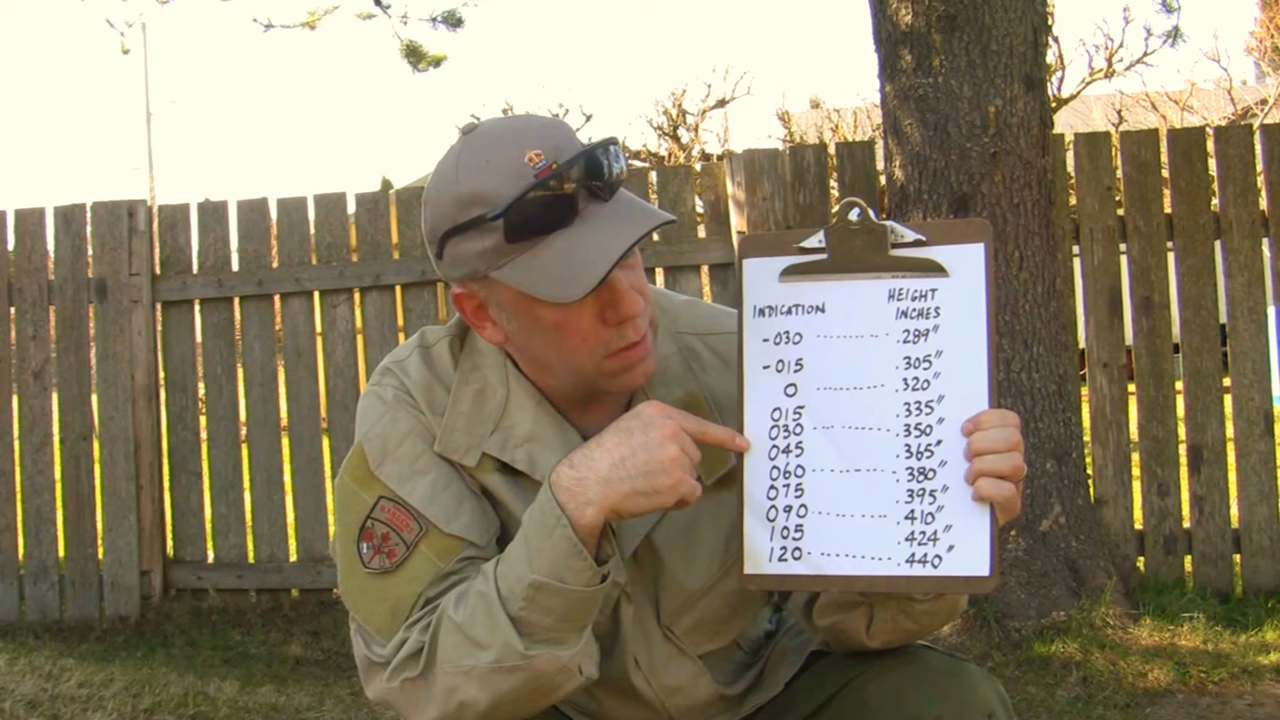 INDICATION HEIGHT INCHES
-030 ........... .289"
-015 .305"
0 ........... .320"
015 .335"
030 ........... .350"
045 .365"
060 ........... .380"
075 .395"
090 ........... .410"
105 .424"
120 ........... .440"
RANGERS